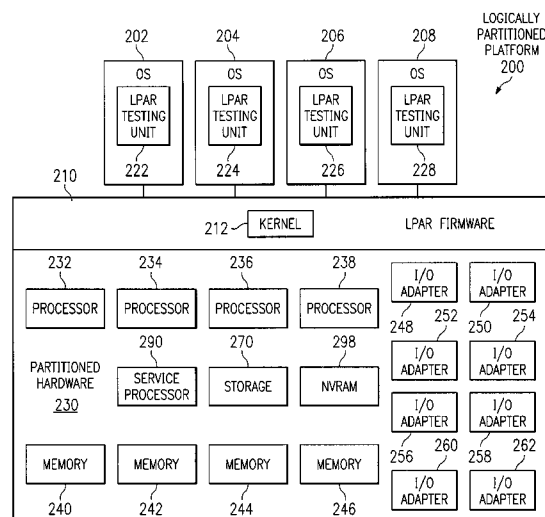 LOGICALLY
PARTITIONED
PLATFORM
200
202 204 206 208
OS OS OS OS
LPAR LPAR LPAR LPAR
TESTING TESTING TESTING TESTING
UNIT UNIT UNIT UNIT
222 224 226 228
210
212 KERNEL LPAR FIRMWARE
232 234 236 238
PROCESSOR PROCESSOR PROCESSOR PROCESSOR
I/O ADAPTER I/O ADAPTER
248 252 250 254
PARTITIONED
HARDWARE
230
290 270 298
SERVICE
PROCESSOR
STORAGE NVRAM
I/O ADAPTER I/O ADAPTER
I/O ADAPTER I/O ADAPTER
256 260 258 262
MEMORY MEMORY MEMORY MEMORY
I/O ADAPTER I/O ADAPTER
240 242 244 246